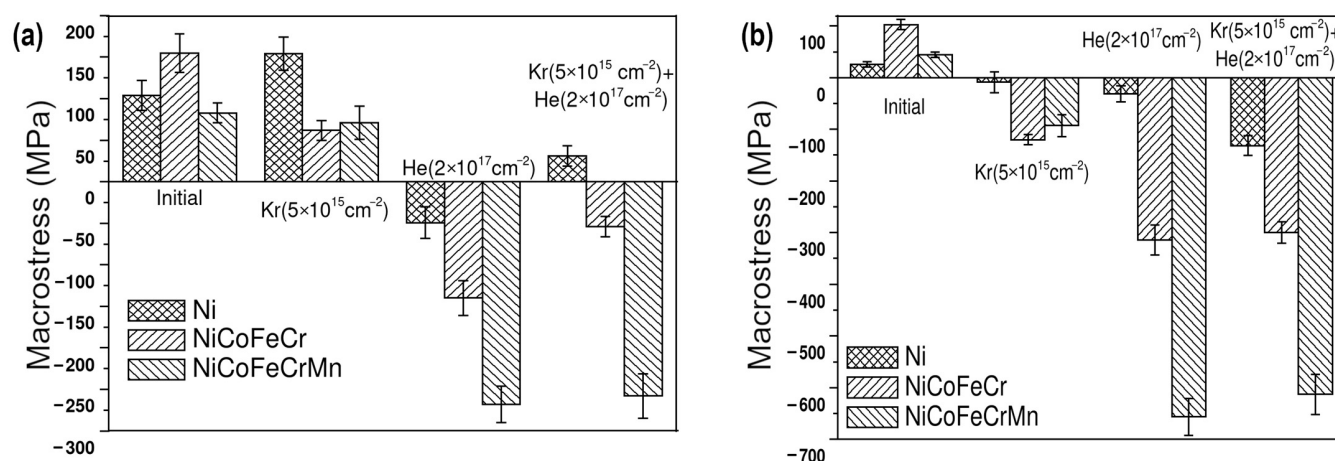 (a)
200
150
100
50
0
−50
−100
−150
−200
−250
−300
Macrostress (MPa)
Initial
Kr(5×10¹⁵cm⁻²)
He(2×10¹⁷cm⁻²)
Kr(5×10¹⁵ cm⁻²)+
He(2×10¹⁷cm⁻²)
Ni
NiCoFeCr
NiCoFeCrMn
(b)
100
0
−100
−200
−300
−400
−500
−600
−700
Macrostress (MPa)
Initial
Kr(5×10¹⁵cm⁻²)
He(2×10¹⁷cm⁻²)
Kr(5×10¹⁵ cm⁻²)+
He(2×10¹⁷cm⁻²)
Ni
NiCoFeCr
NiCoFeCrMn